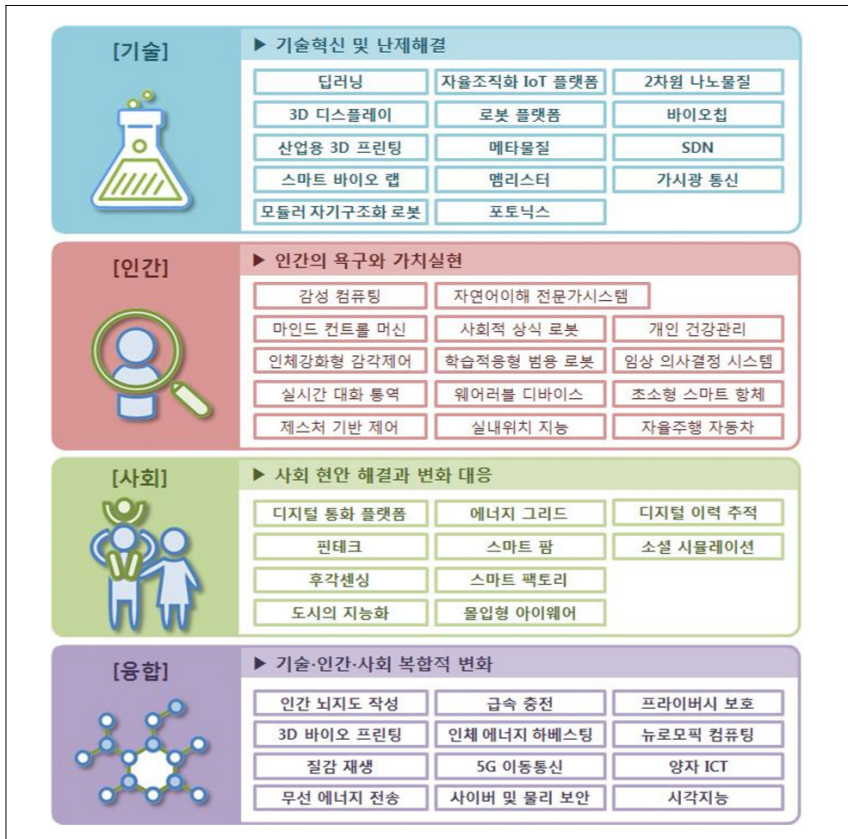 [기술]
▶ 기술혁신 및 난제해결
딥러닝 자율조직화 IoT 플랫폼 2차원 나노물질
3D 디스플레이 로봇 플랫폼 바이오칩
산업용 3D 프린팅 메타물질 SDN
스마트 바이오 랩 멤리스터 가시광 통신
모듈러 자기구조화 로봇 포토닉스
[인간]
▶ 인간의 욕구와 가치실현
감성 컴퓨팅 자연어이해 전문가시스템
마인드 컨트롤 머신 사회적 상식 로봇 개인 건강관리
인체강화형 감각제어 학습적응형 범용 로봇 임상 의사결정 시스템
실시간 대화 통역 웨어러블 디바이스 초소형 스마트 항체
제스처 기반 제어 실내위치 지능 자율주행 자동차
[사회]
▶ 사회 현안 해결과 변화 대응
디지털 통화 플랫폼 에너지 그리드 디지털 이력 추적
핀테크 스마트 팜 소셜 시뮬레이션
후각센싱 스마트 팩토리
도시의 지능화 몰입형 아이웨어
[융합]
▶ 기술·인간·사회 복합적 변화
인간 뇌지도 작성 급속 충전 프라이버시 보호
3D 바이오 프린팅 인체 에너지 하베스팅 뉴로모픽 컴퓨팅
질감 재생 5G 이동통신 양자 ICT
무선 에너지 전송 사이버 및 물리 보안 시각지능